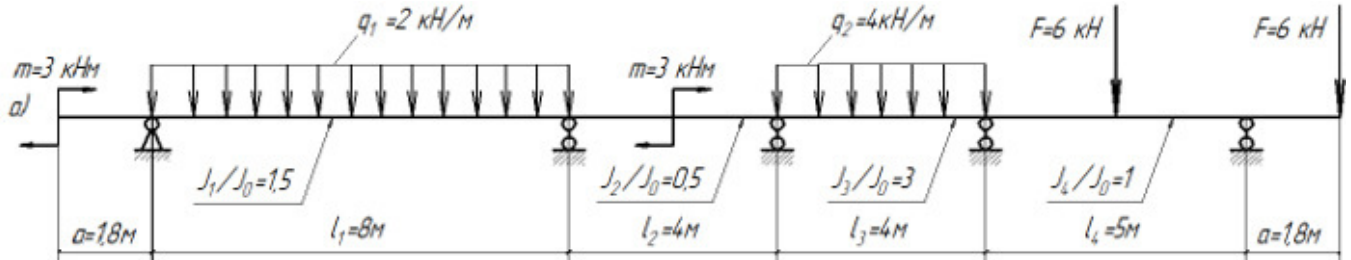 q₁=2 кН/м
q₂=4кН/м
F=6 кН
F=6 кН
m=3 кНм
m=3 кНм
а)
J₁/J₀=1,5
J₂/J₀=0,5
J₃/J₀=3
J₄/J₀=1
a=1,8м
l₁=8м
l₂=4м
l₃=4м
l₄=5м
a=1,8м